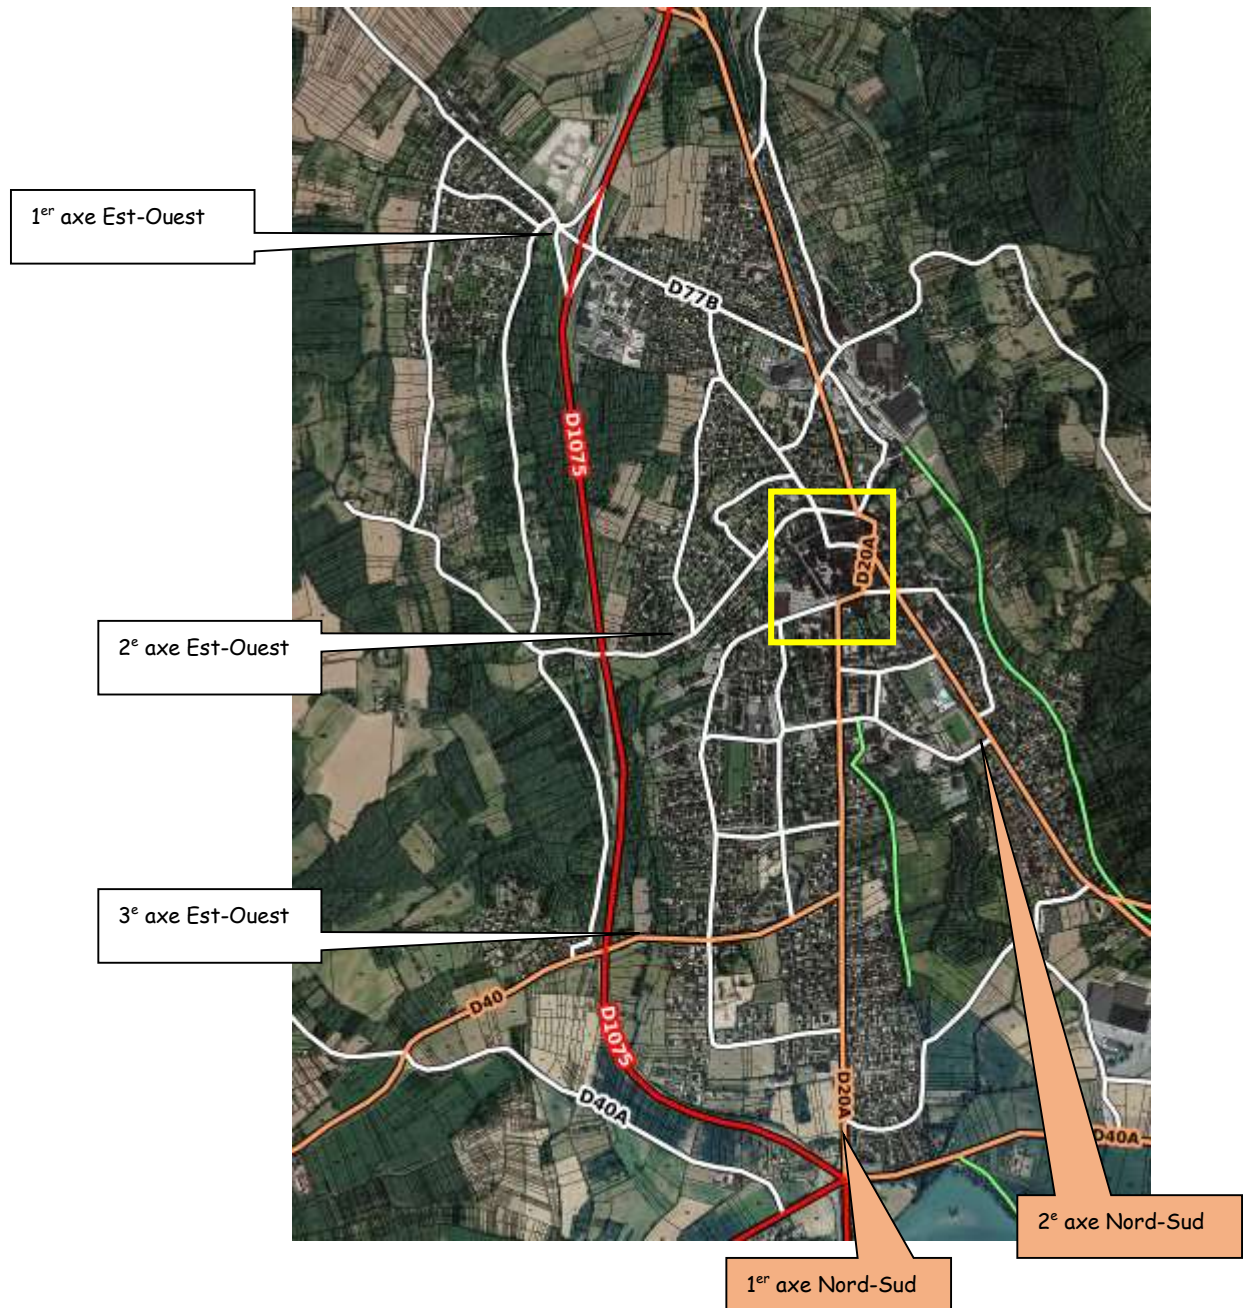 1er axe Est-Ouest
D77B
D1075
D20A
2e axe Est-Ouest
3e axe Est-Ouest
D40
D1075
D40A
D20A
D40A
2e axe Nord-Sud
1er axe Nord-Sud